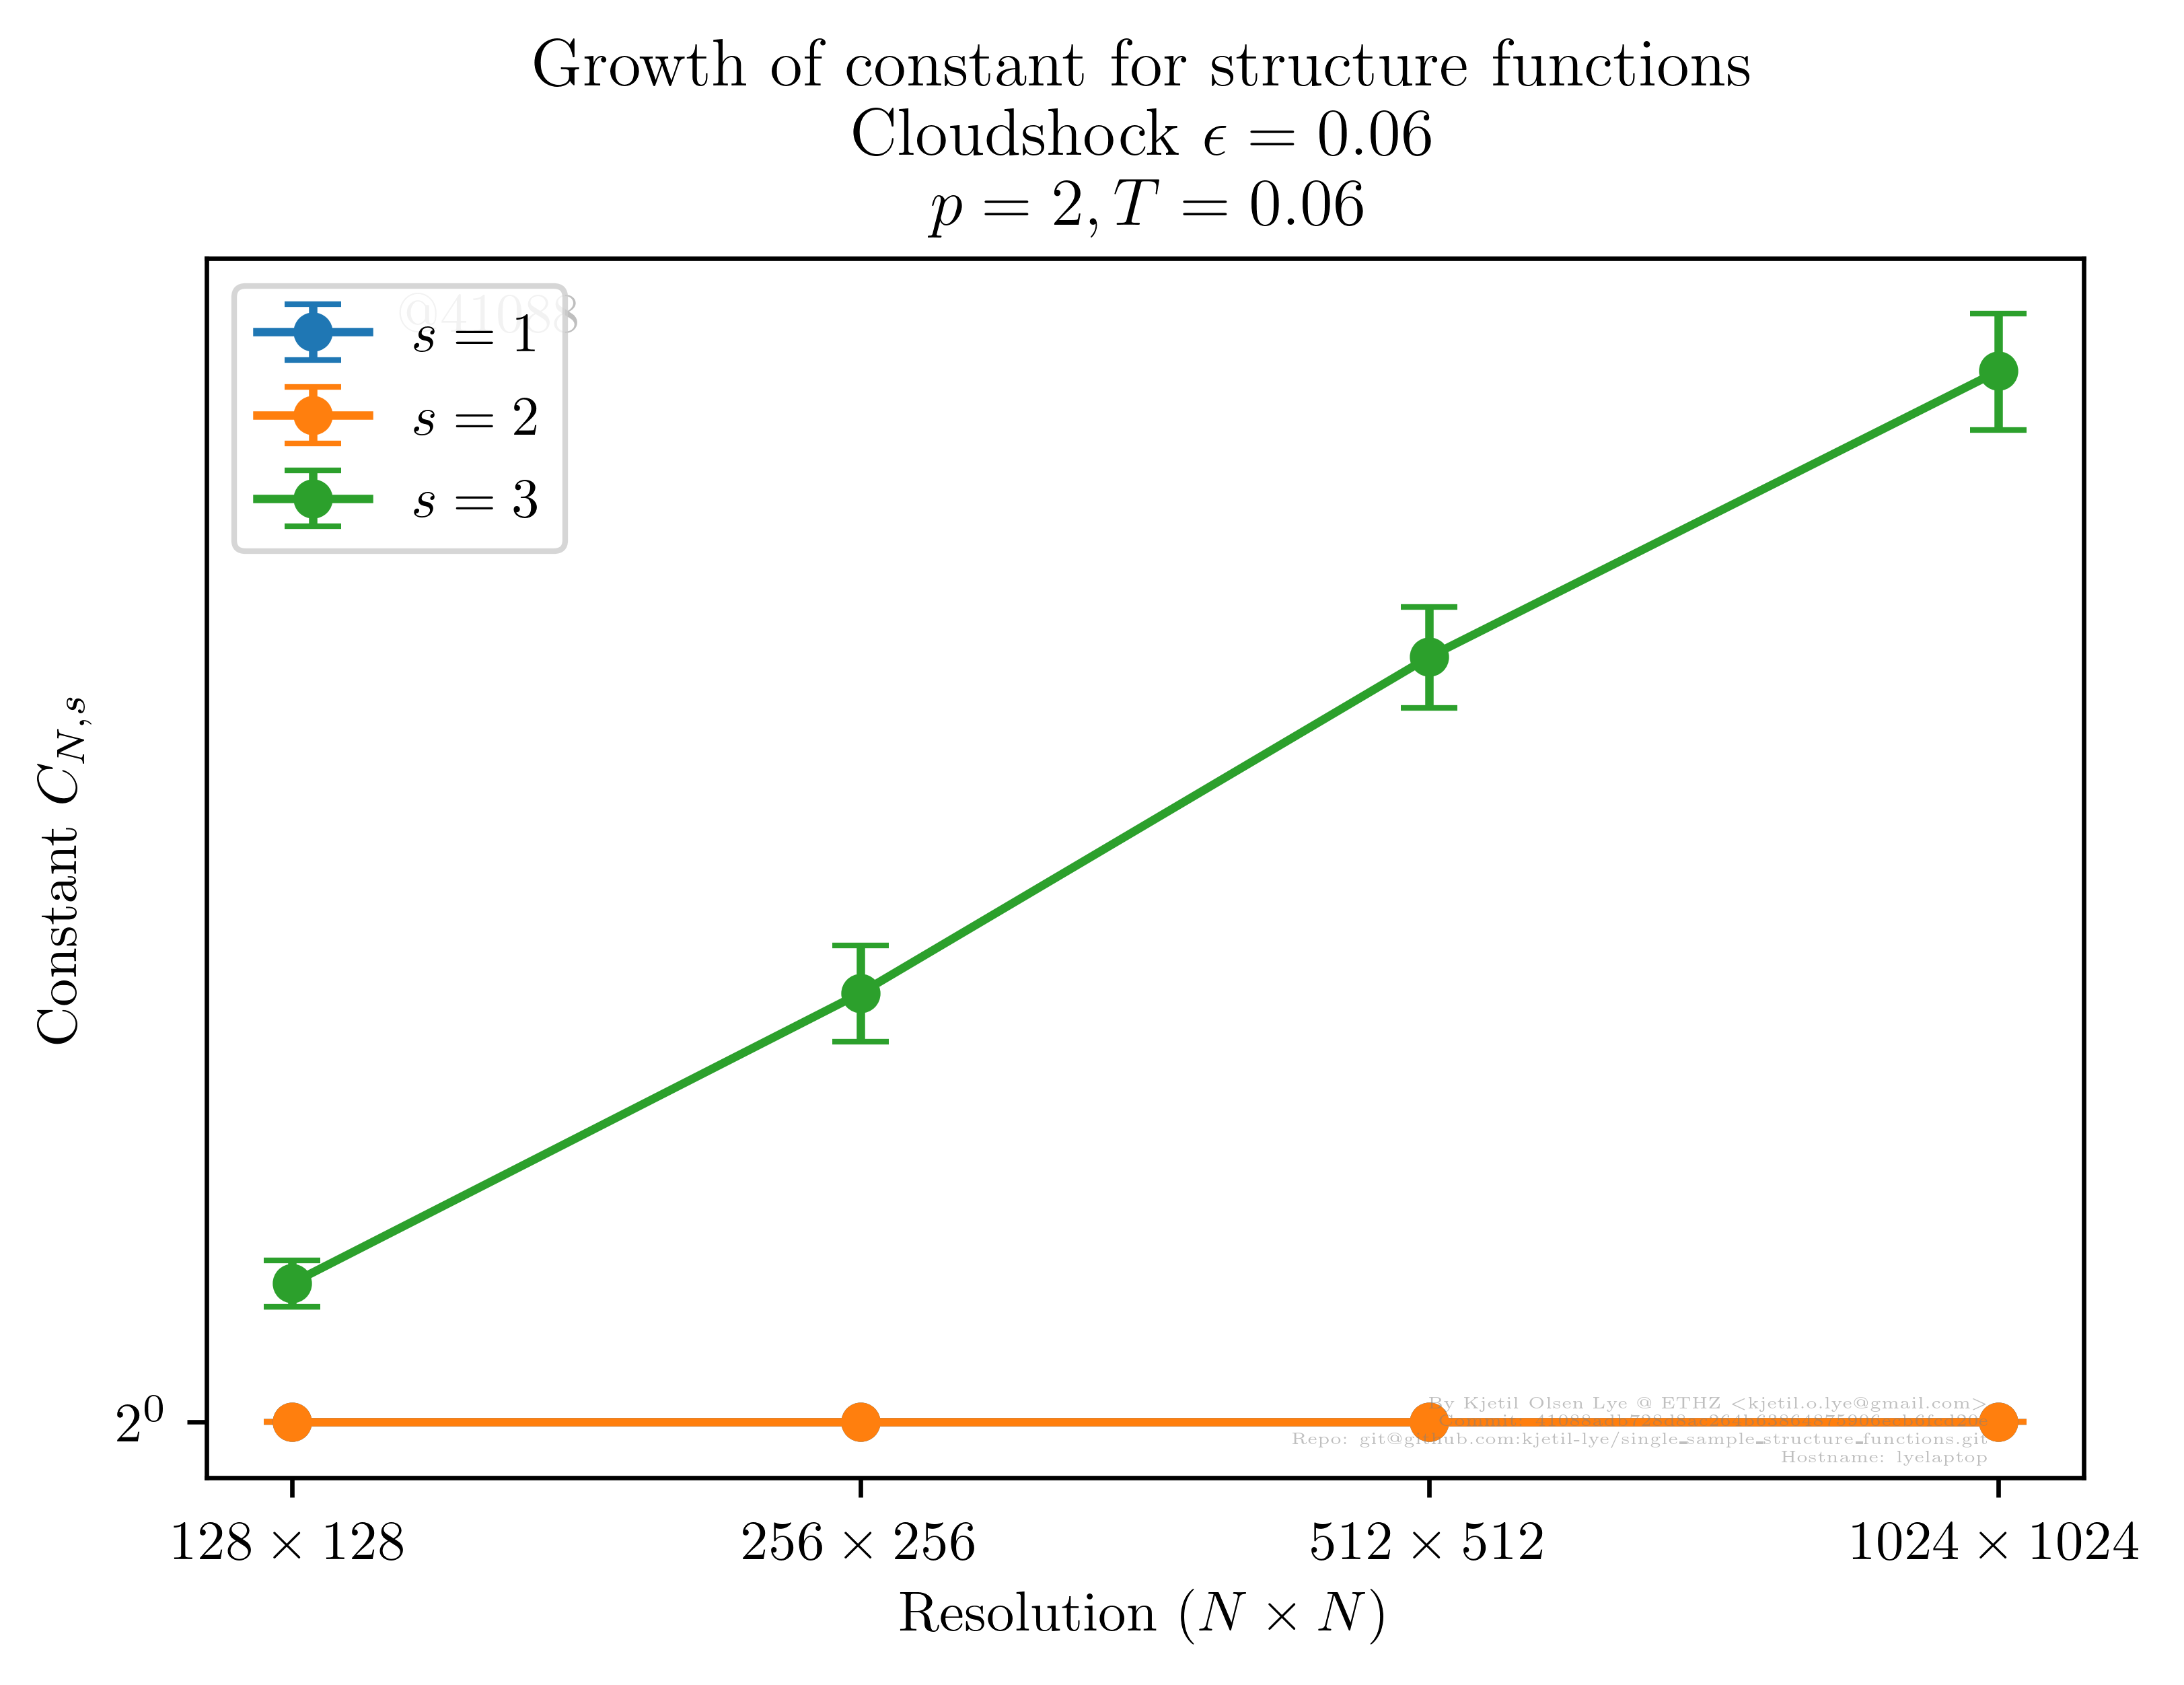 Growth of constant for structure functions
Cloudshock ϵ = 0.06
p = 2, T = 0.06
@41088
s = 1
s = 2
s = 3
Constant C_{N,s}
2^0
128 × 128
256 × 256
512 × 512
1024 × 1024
Resolution (N × N)
By Kjetil Olsen Lye @ ETHZ <kjetil.o.lye@gmail.com>
Commit:
Repo: git@github.com:kjetil-lye/single_sample_structure_functions.git
Hostname: lyelaptop